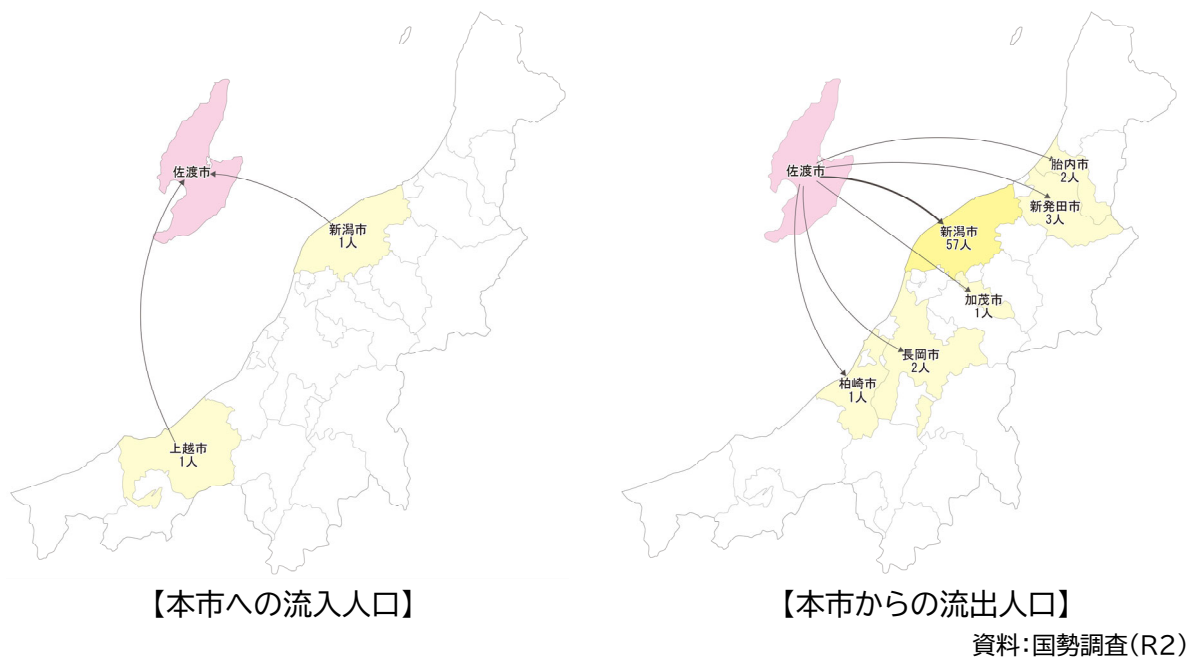 佐渡市
新潟市
1人
上越市
1人
【本市への流入人口】
佐渡市
胎内市
2人
新発田市
3人
新潟市
57人
加茂市
1人
長岡市
2人
柏崎市
1人
【本市からの流出人口】
資料:国勢調査(R2)